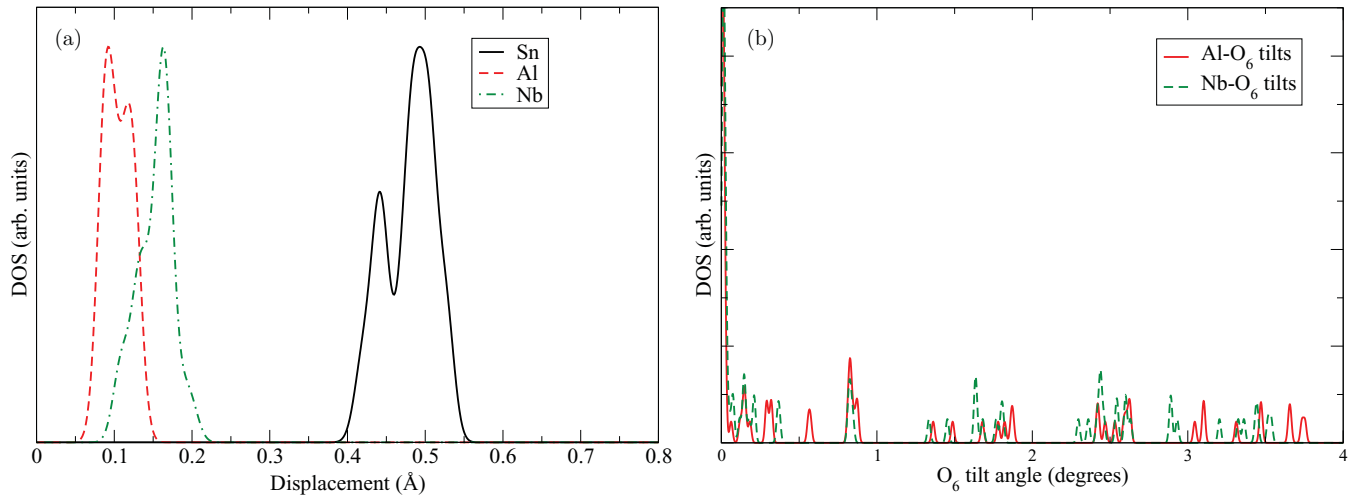 (a)
Sn
Al
Nb
DOS (arb. units)
0 0.1 0.2 0.3 0.4 0.5 0.6 0.7 0.8
Displacement (Å)
(b)
Al-O₆ tilts
Nb-O₆ tilts
DOS (arb. units)
0 1 2 3 4
O₆ tilt angle (degrees)